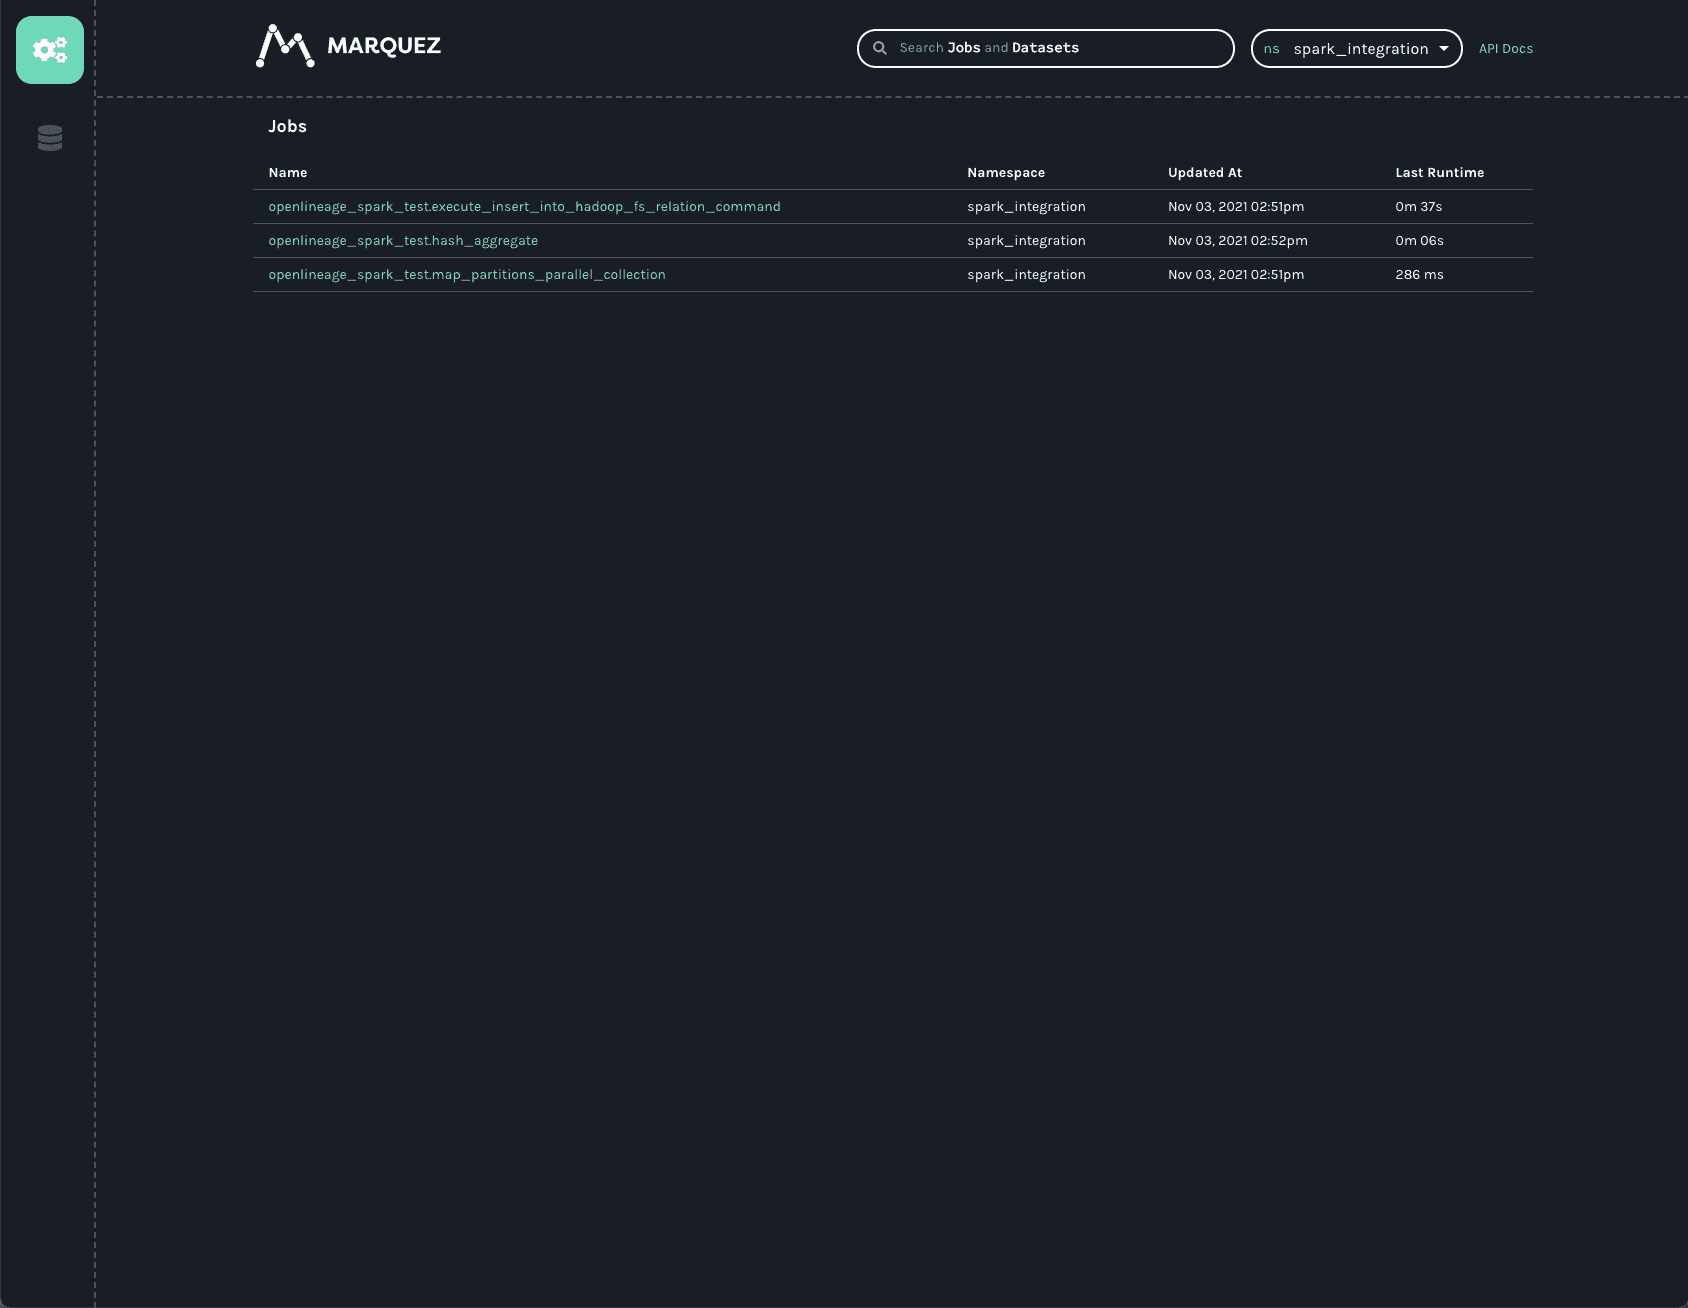 MARQUEZ
Search Jobs and Datasets
ns spark_integration
API Docs
Jobs
Name Namespace Updated At Last Runtime
openlineage_spark_test.execute_insert_into_hadoop_fs_relation_command spark_integration Nov 03, 2021 02:51pm 0m 37s
openlineage_spark_test.hash_aggregate spark_integration Nov 03, 2021 02:52pm 0m 06s
openlineage_spark_test.map_partitions_parallel_collection spark_integration Nov 03, 2021 02:51pm 286 ms